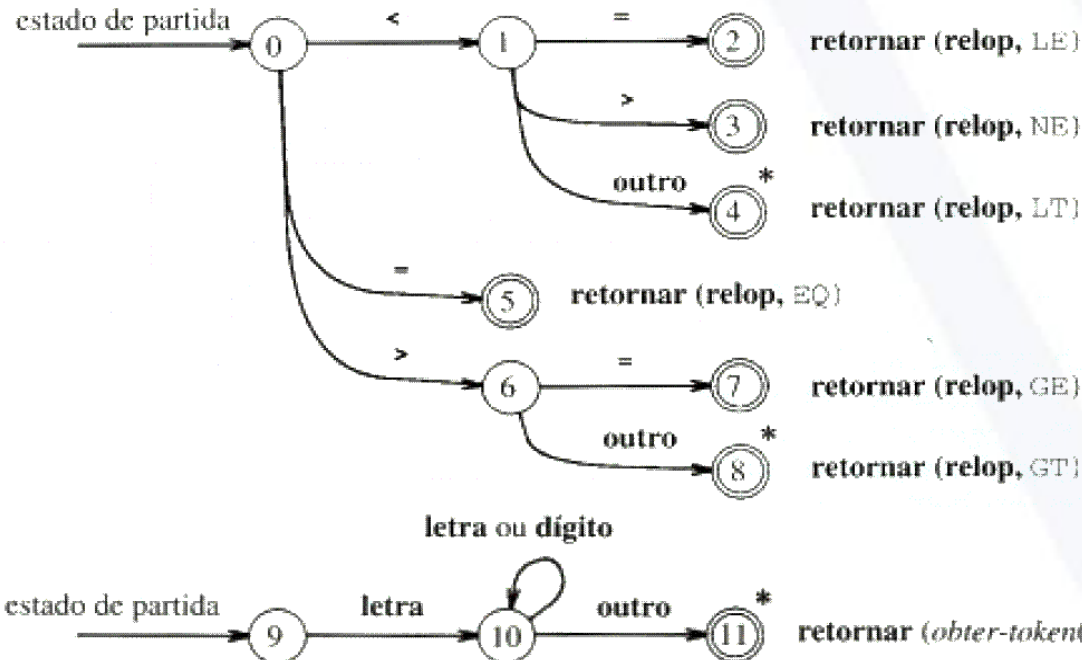 estado de partida
0
<
1
=
2
retornar (relop, LE)
>
3
retornar (relop, NE)
outro
4
*
retornar (relop, LT)
=
5
retornar (relop, EQ)
>
6
=
7
retornar (relop, GE)
outro
8
*
retornar (relop, GT)
letra ou dígito
estado de partida
9
letra
10
outro
11
*
retornar (obter-token(